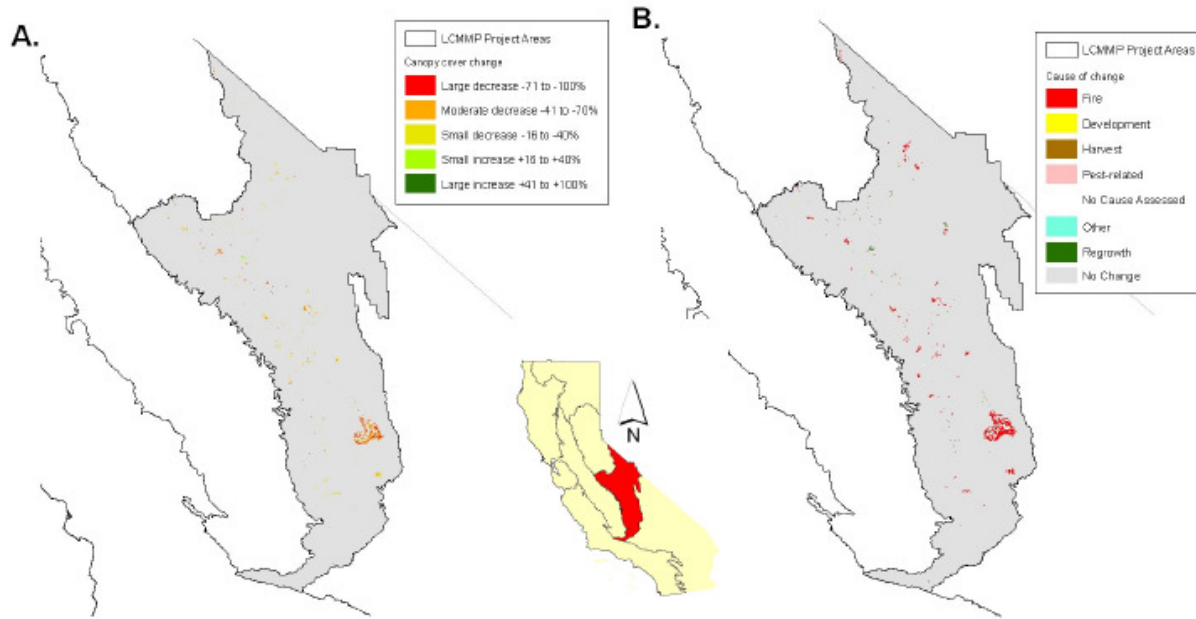 A.
LCMMP Project Areas
Canopy cover change
Large decrease -71 to -100%
Moderate decrease -41 to -70%
Small decrease -16 to -40%
Small increase +16 to +40%
Large increase +41 to +100%
B.
LCMMP Project Areas
Cause of change
Fire
Development
Harvest
Pest-related
No Cause Assessed
Other
Regrowth
No Change
N